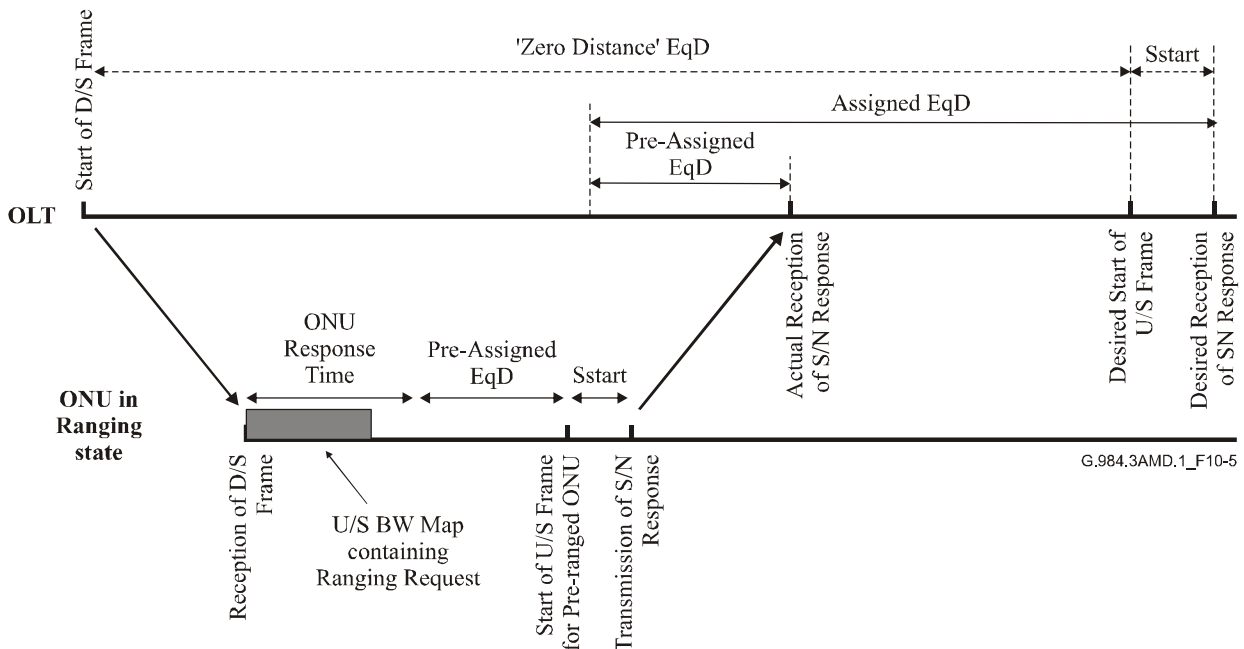 'Zero Distance' EqD
Start of D/S Frame
Sstart
Assigned EqD
Pre-Assigned
EqD
OLT
Actual Reception
of S/N Response
Desired Start of
U/S Frame
Desired Reception
of SN Response
ONU
Response
Time
Pre-Assigned
EqD
Sstart
ONU in
Ranging
state
G.984.3AMD.1_F10-5
Reception of D/S
Frame
U/S BW Map
containing
Ranging Request
Start of U/S Frame
for Pre-ranged ONU
Transmission of S/N
Response